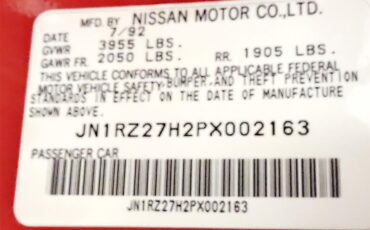 MFD. BY NISSAN MOTOR CO.,LTD.
DATE 7/92
GVWR 3955 LBS.
GAWR FR. 2050 LBS. RR. 1905 LBS.
THIS VEHICLE CONFORMS TO ALL APPLICABLE FEDERAL
MOTOR VEHICLE SAFETY,BUMPER,AND THEFT PREVENTION
STANDARDS IN EFFECT ON THE DATE OF MANUFACTURE
SHOWN ABOVE.
JN1RZ27H2PX002163
PASSENGER CAR
JN1RZ27H2PX002163